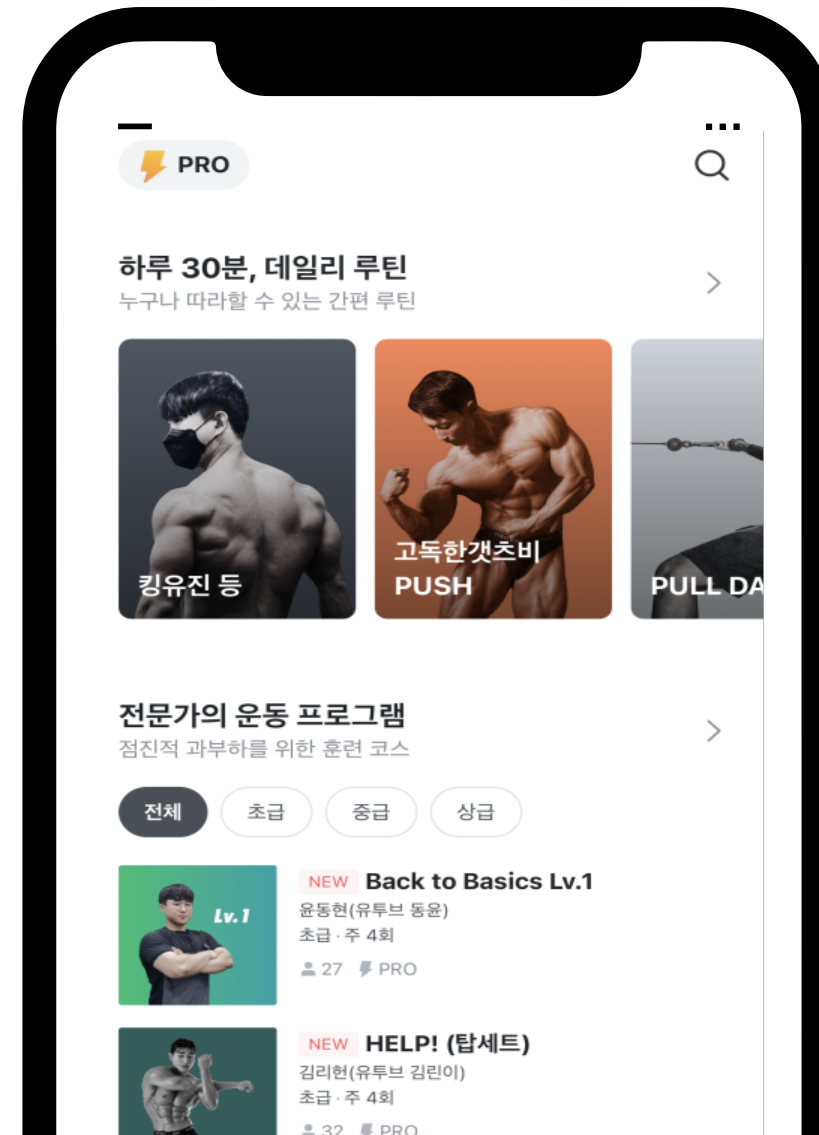 PRO
하루 30분, 데일리 루틴
누구나 따라할 수 있는 간편 루틴
킹유진 등
고독한갯츠비
PUSH
PULL DA
전문가의 운동 프로그램
점진적 과부하를 위한 훈련 코스
전체
초급
중급
상급
Lv.1
NEW Back to Basics Lv.1
윤동현(유투브 동윤)
초급 · 주 4회
27 PRO
NEW HELP! (탑세트)
김리헌(유투브 김린이)
초급 · 주 4회
32 PRO